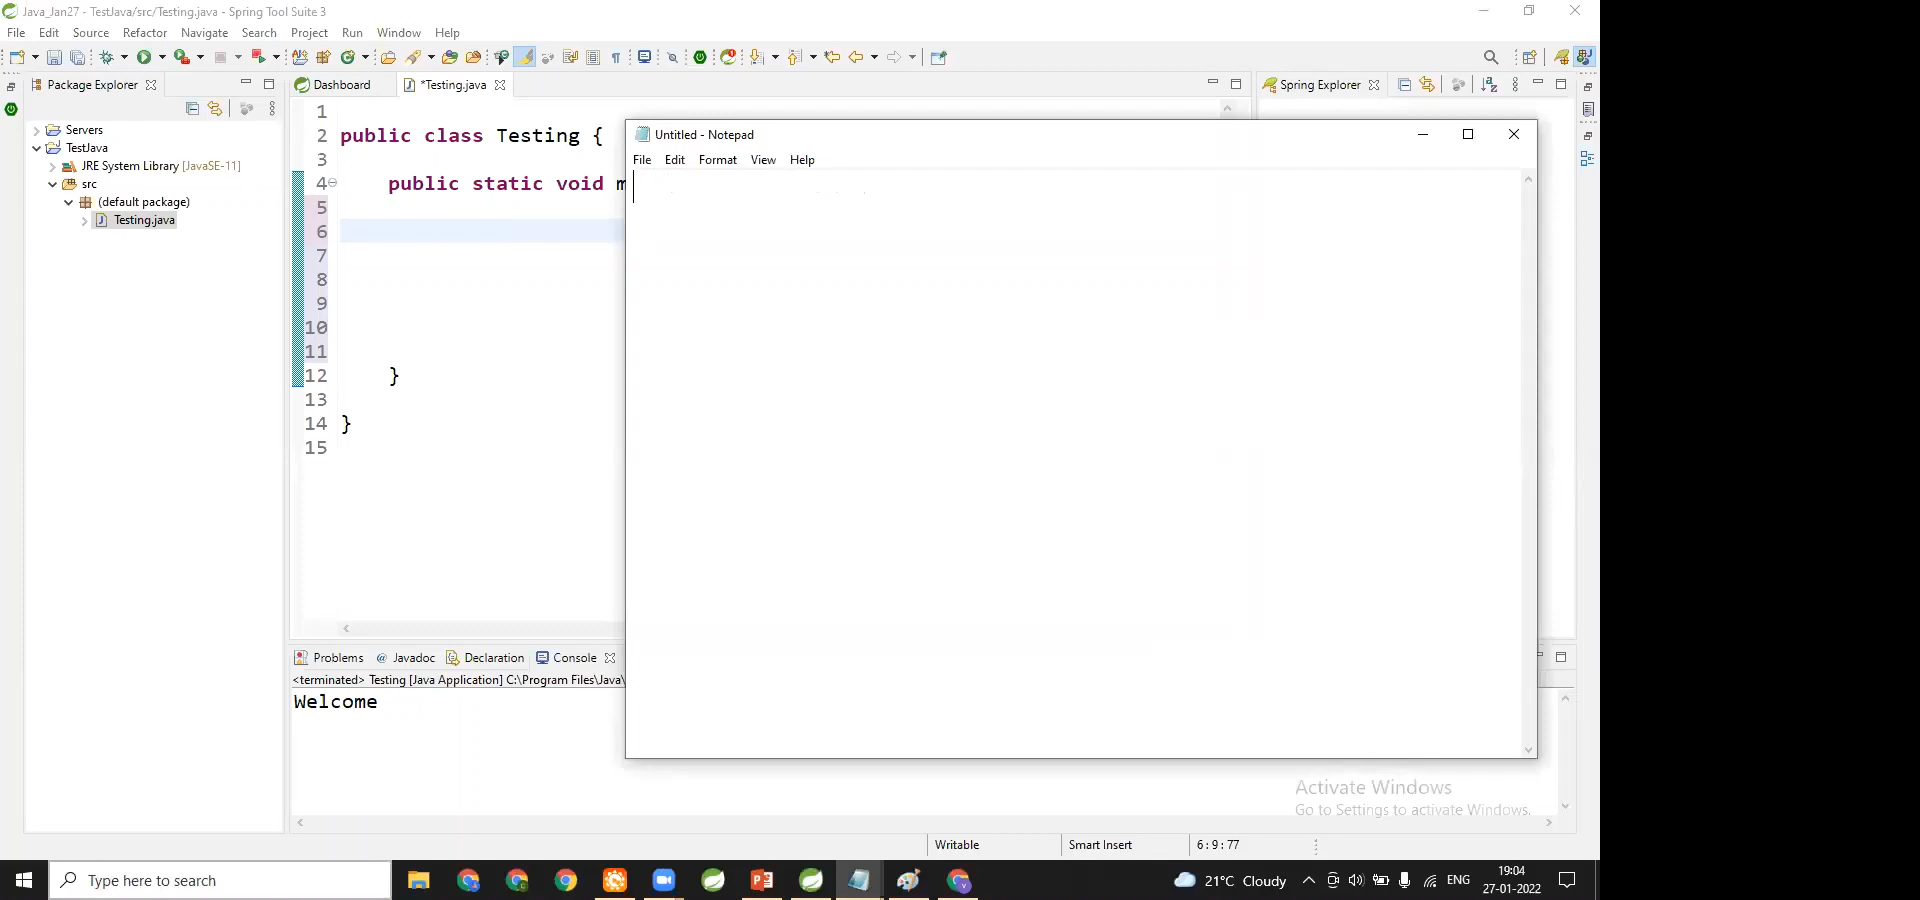 Java_Jan27 - TestJava/src/Testing.java - Spring Tool Suite 3
File Edit Source Refactor Navigate Search Project Run Window Help
Package Explorer
Dashboard
*Testing.java
Spring Explorer
Servers
TestJava
JRE System Library [JavaSE-11]
src
(default package)
Testing.java
1
2 public class Testing {
3
4 public static void m
5
6
7
8
9
10
11
12 }
13
14 }
15
Untitled - Notepad
File Edit Format View Help
Problems @ Javadoc Declaration Console
<terminated> Testing [Java Application] C:\Program Files\Java\
Welcome
Activate Windows
Go to Settings to activate Windows.
Writable Smart Insert 6 : 9 : 77
Type here to search
21°C Cloudy
ENG
19:04
27-01-2022